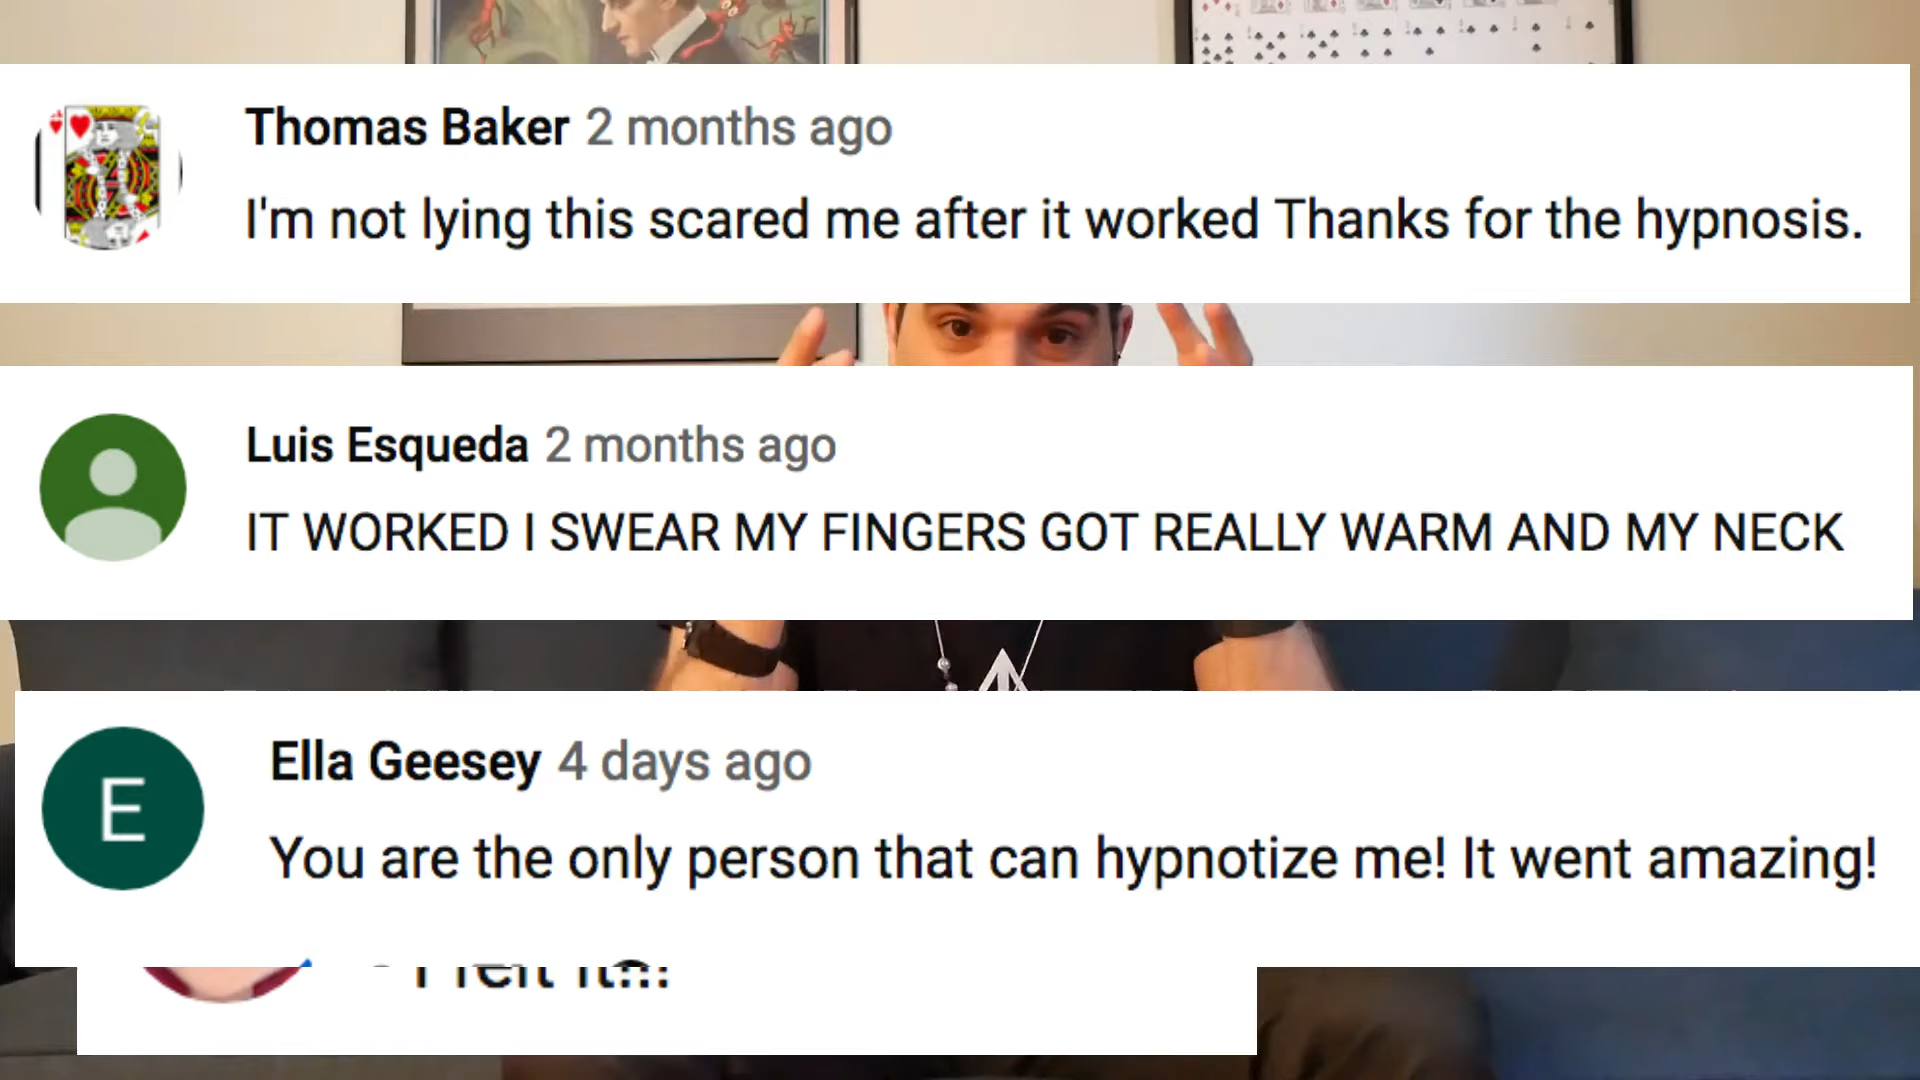 Thomas Baker 2 months ago
I'm not lying this scared me after it worked Thanks for the hypnosis.
Luis Esqueda 2 months ago
IT WORKED I SWEAR MY FINGERS GOT REALLY WARM AND MY NECK
E
Ella Geesey 4 days ago
You are the only person that can hypnotize me! It went amazing!